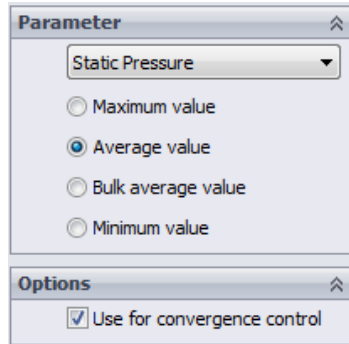 Parameter
Static Pressure
Maximum value
Average value
Bulk average value
Minimum value
Options
Use for convergence control